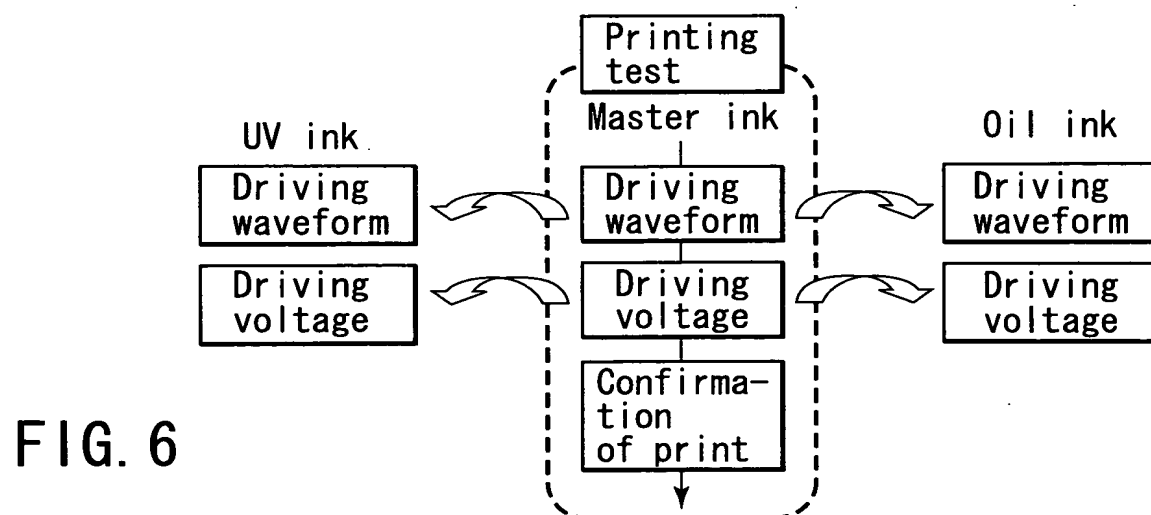 Printing
test
UV ink
Master ink
Oil ink
Driving
waveform
Driving
waveform
Driving
waveform
Driving
voltage
Driving
voltage
Driving
voltage
Confirma-
tion
of print
FIG. 6